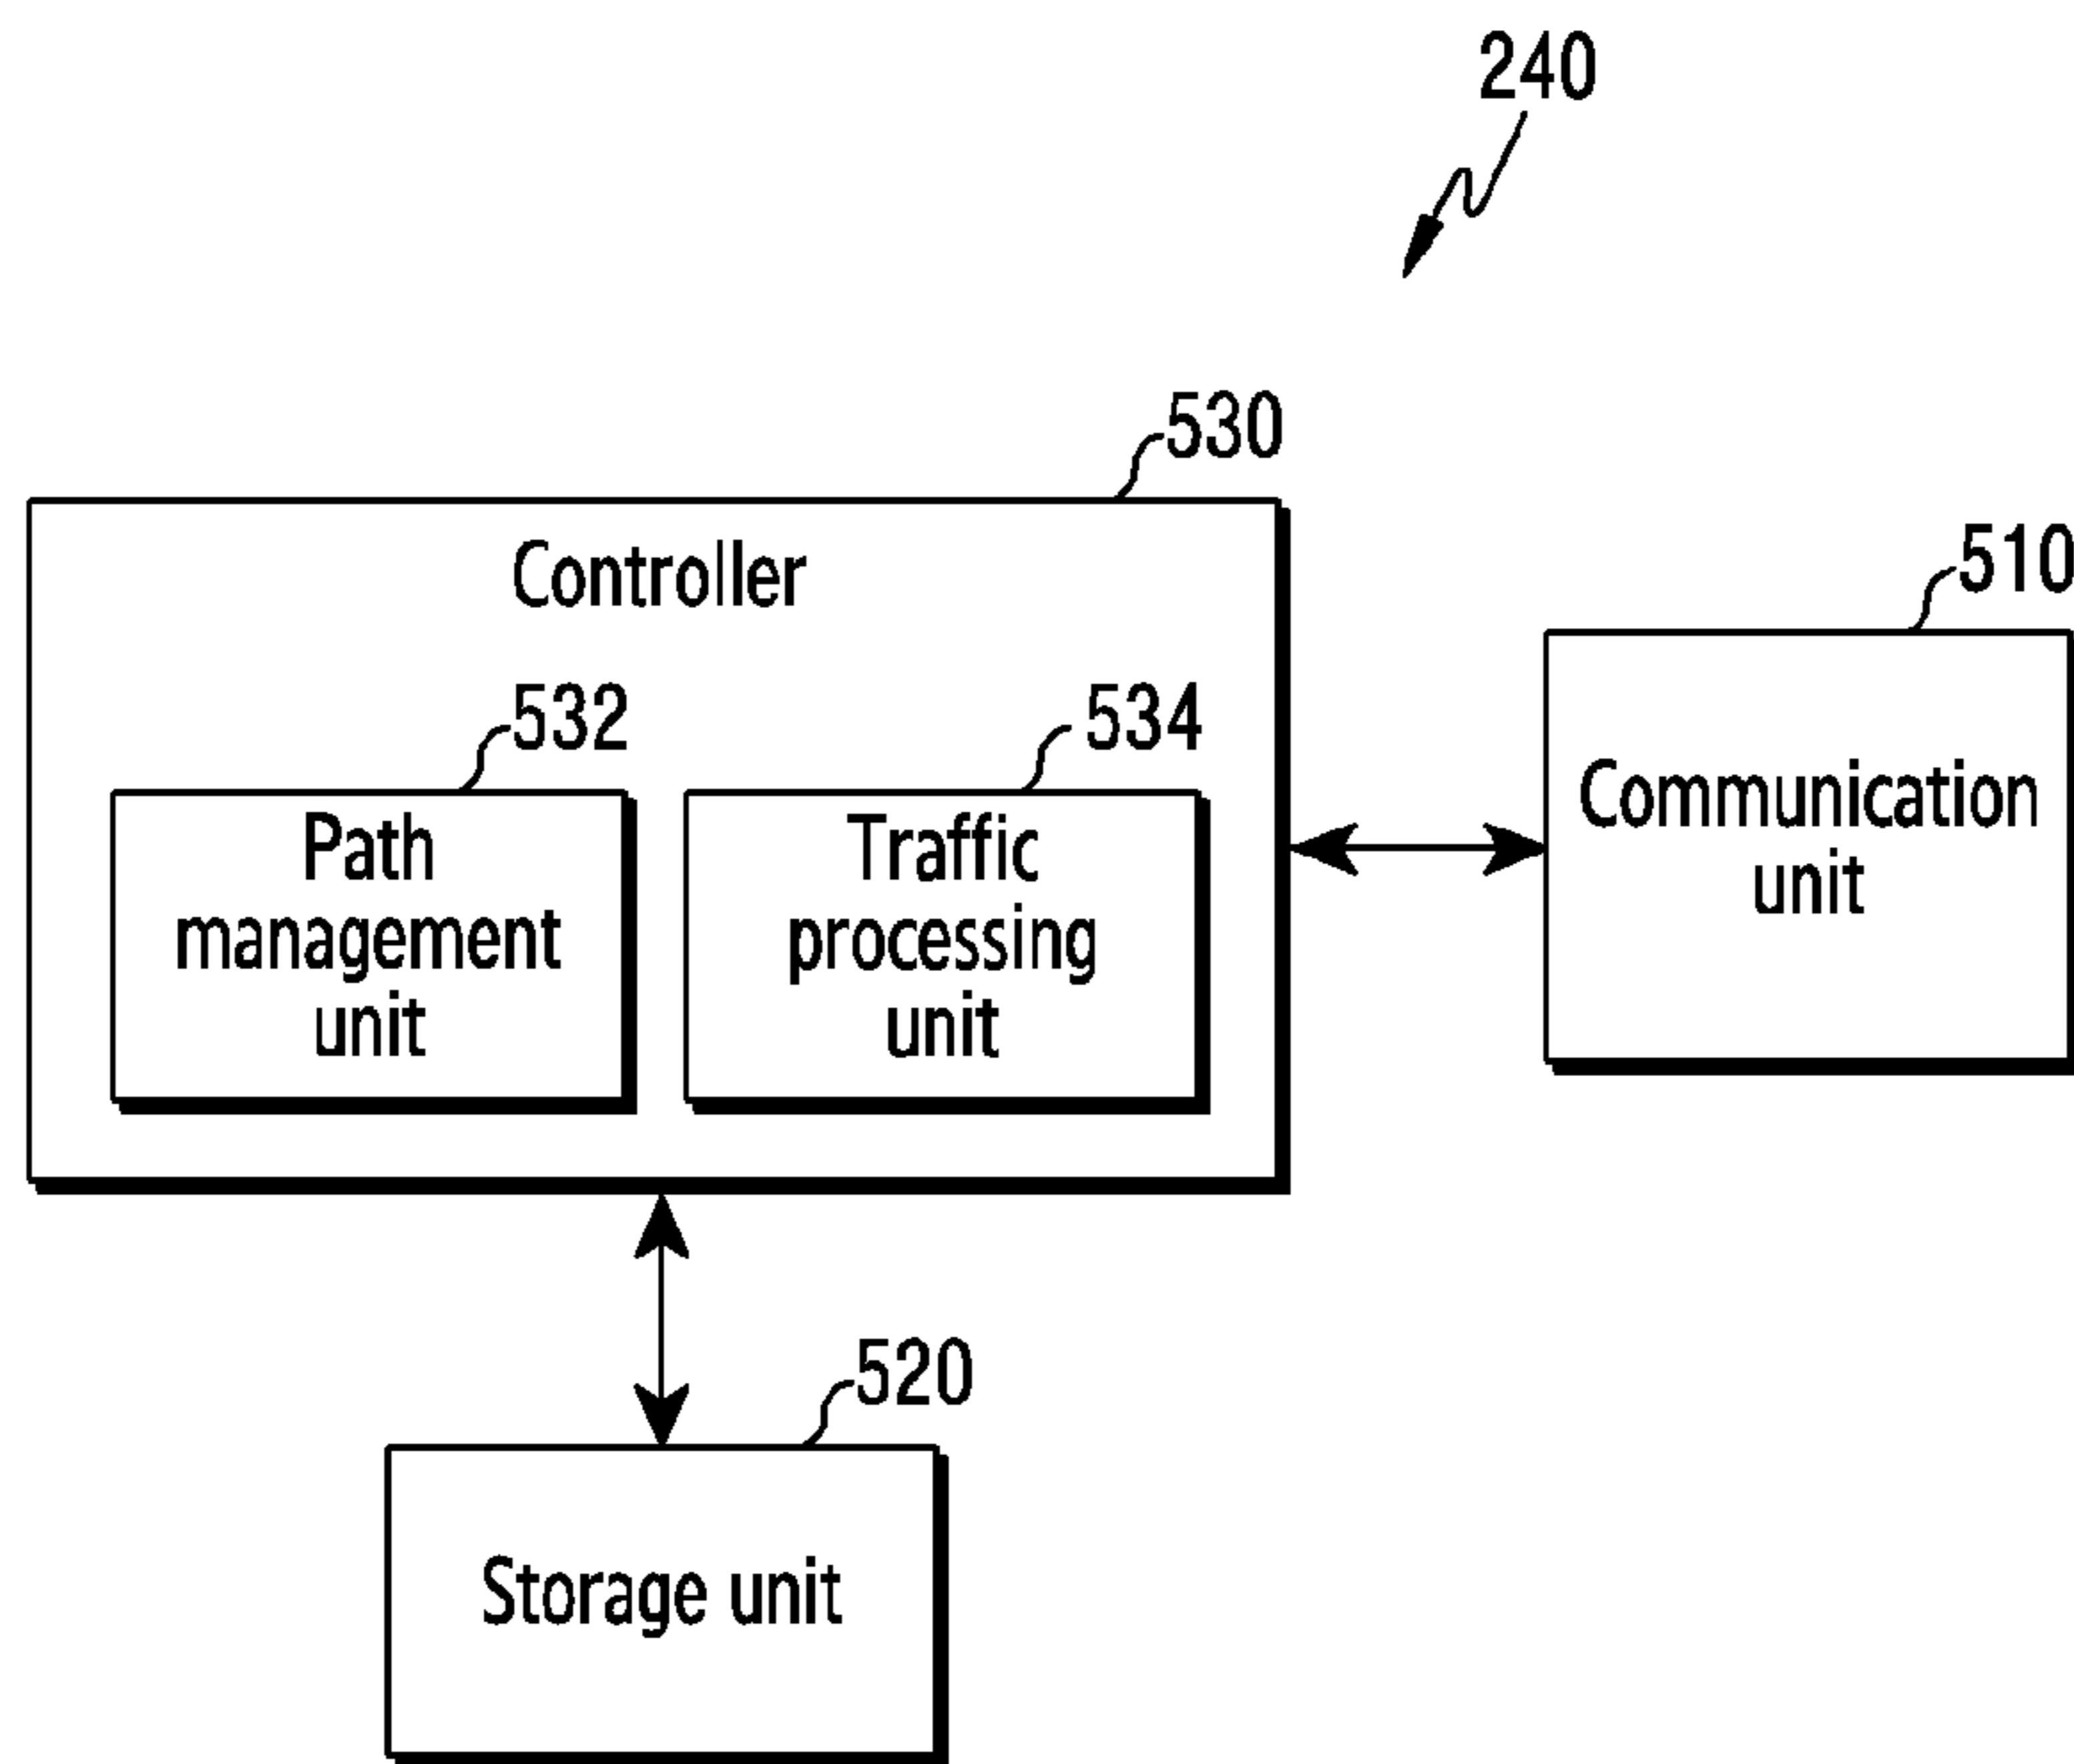 240
530
Controller
510
532
534
Path
management
unit
Traffic
processing
unit
Communication
unit
520
Storage unit